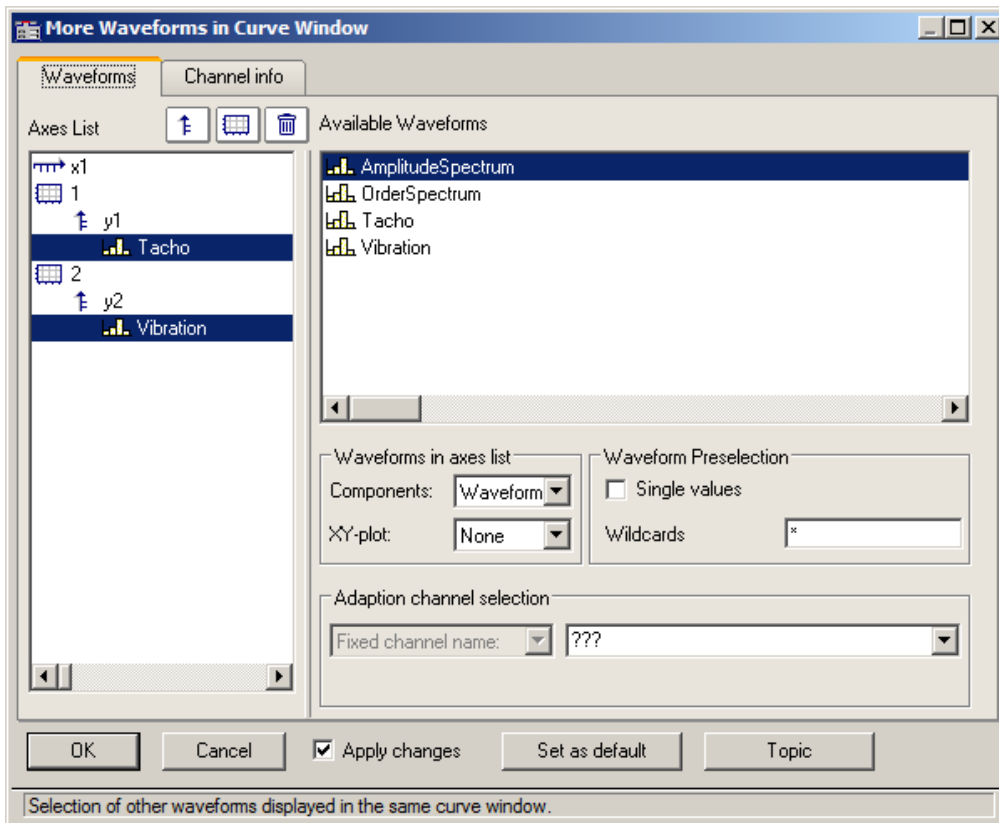 More Waveforms in Curve Window
Waveforms
Channel info
Axes List
Available Waveforms
x1
1
y1
Tacho
2
y2
Vibration
AmplitudeSpectrum
OrderSpectrum
Tacho
Vibration
Waveforms in axes list
Components:
Waveform
XY-plot:
None
Waveform Preselection
Single values
Wildcards
*
Adaption channel selection
Fixed channel name:
???
OK
Cancel
Apply changes
Set as default
Topic
Selection of other waveforms displayed in the same curve window.